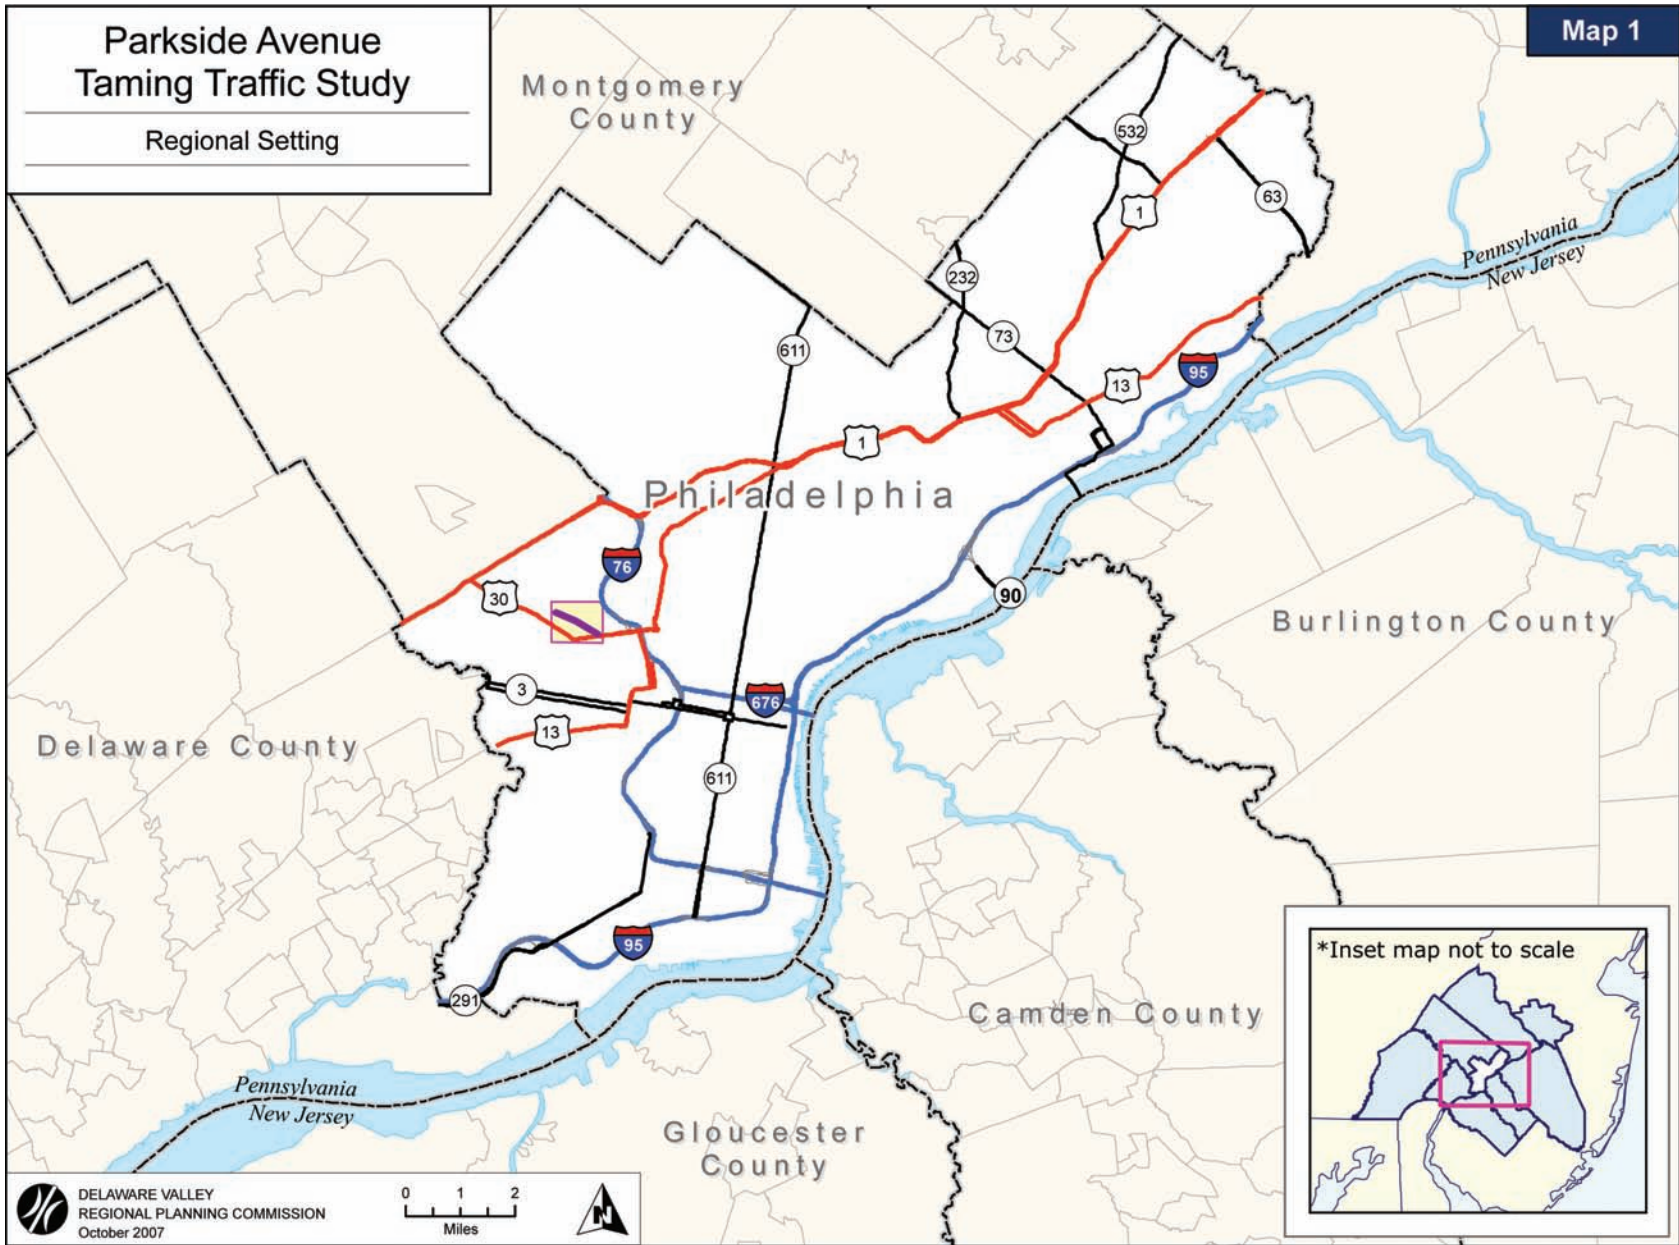 Parkside Avenue
Taming Traffic Study
Regional Setting
Map 1
Montgomery
County
532
1
63
Pennsylvania
New Jersey
232
73
611
13
95
1
Philadelphia
76
30
90
Burlington County
3
676
13
Delaware County
611
95
291
Camden County
*Inset map not to scale
Pennsylvania
New Jersey
Gloucester
County
DELAWARE VALLEY
REGIONAL PLANNING COMMISSION
October 2007
0 1 2
Miles
N